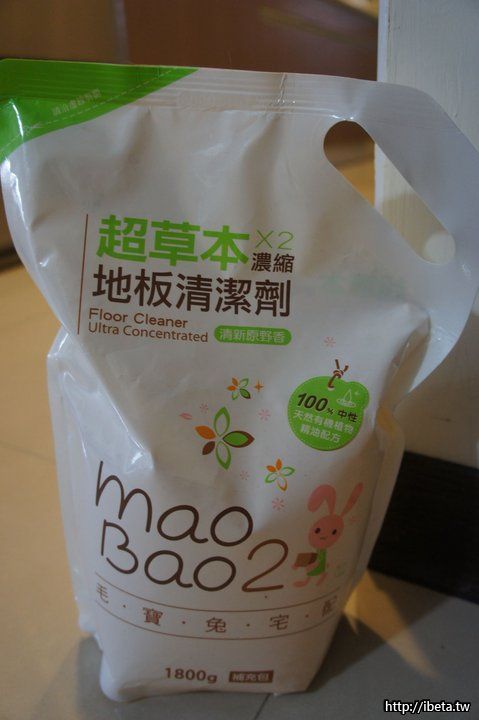 超草本 X2 濃縮
地板清潔劑
Floor Cleaner
Ultra Concentrated 清新原野香
100% 中性
天然有機植物
精油配方
mao
Bao2
毛·寶·兔·宅·配
1800g 補充包
http://ibeta.tw